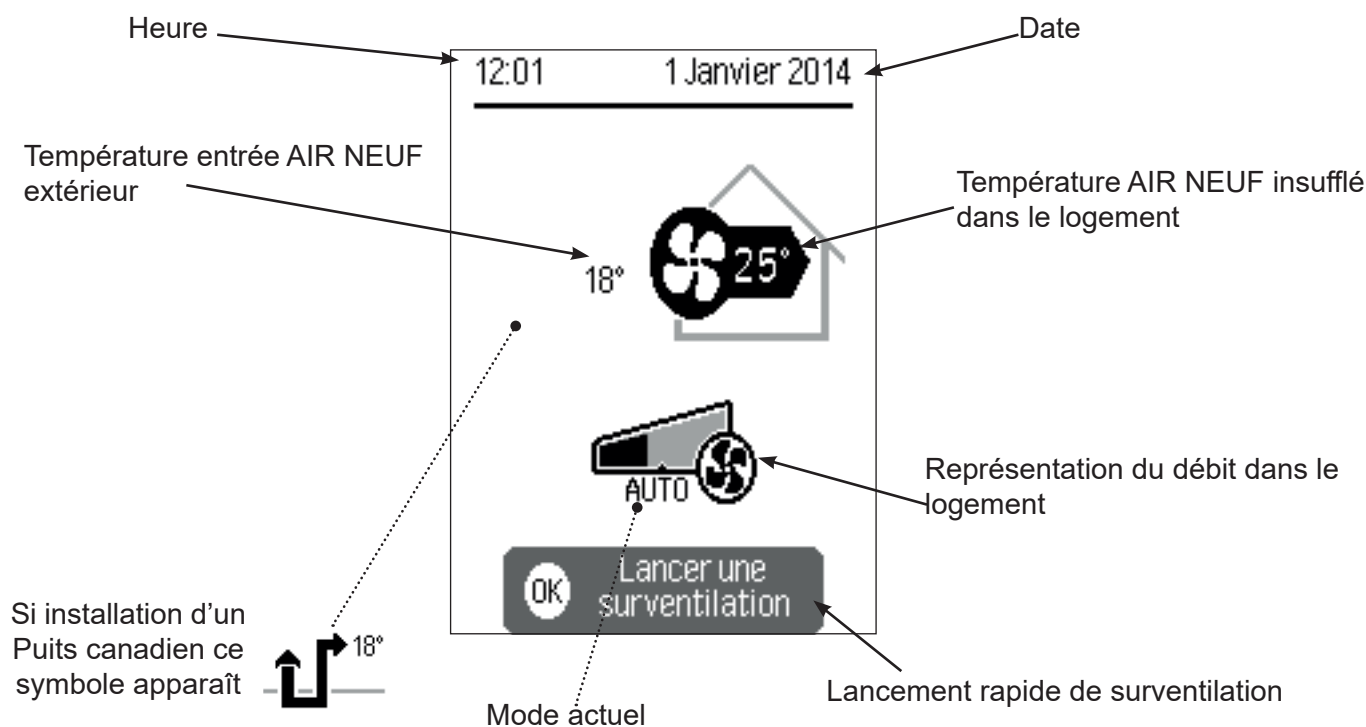 Heure
Date
12:01 1 Janvier 2014
Température entrée AIR NEUF
extérieur
Température AIR NEUF insufflé
dans le logement
18°
25°
Représentation du débit dans le
logement
AUTO
OK
Lancer une
surventilation
Si installation d'un
Puits canadien ce
symbole apparaît
18°
Mode actuel
Lancement rapide de surventilation